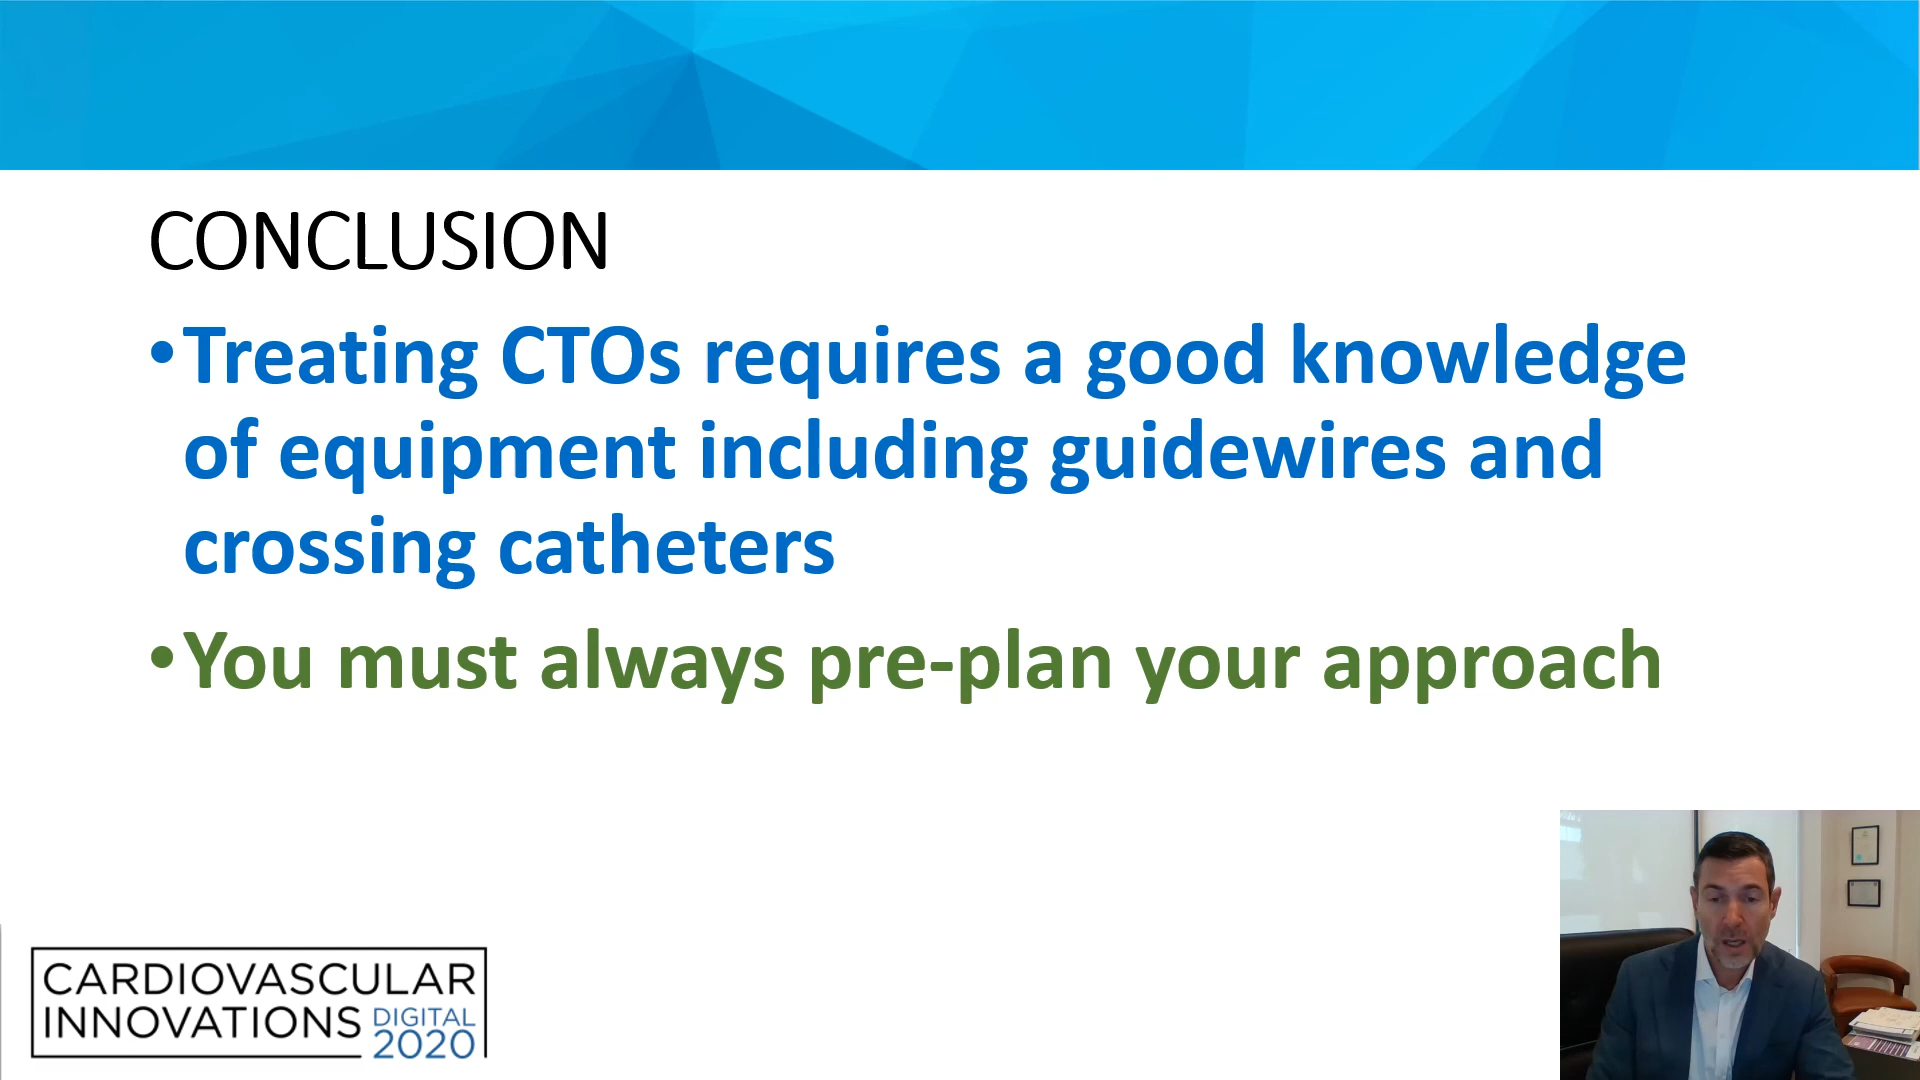 CONCLUSION
•Treating CTOs requires a good knowledge
of equipment including guidewires and
crossing catheters
•You must always pre-plan your approach
CARDIOVASCULAR
INNOVATIONS DIGITAL
2020